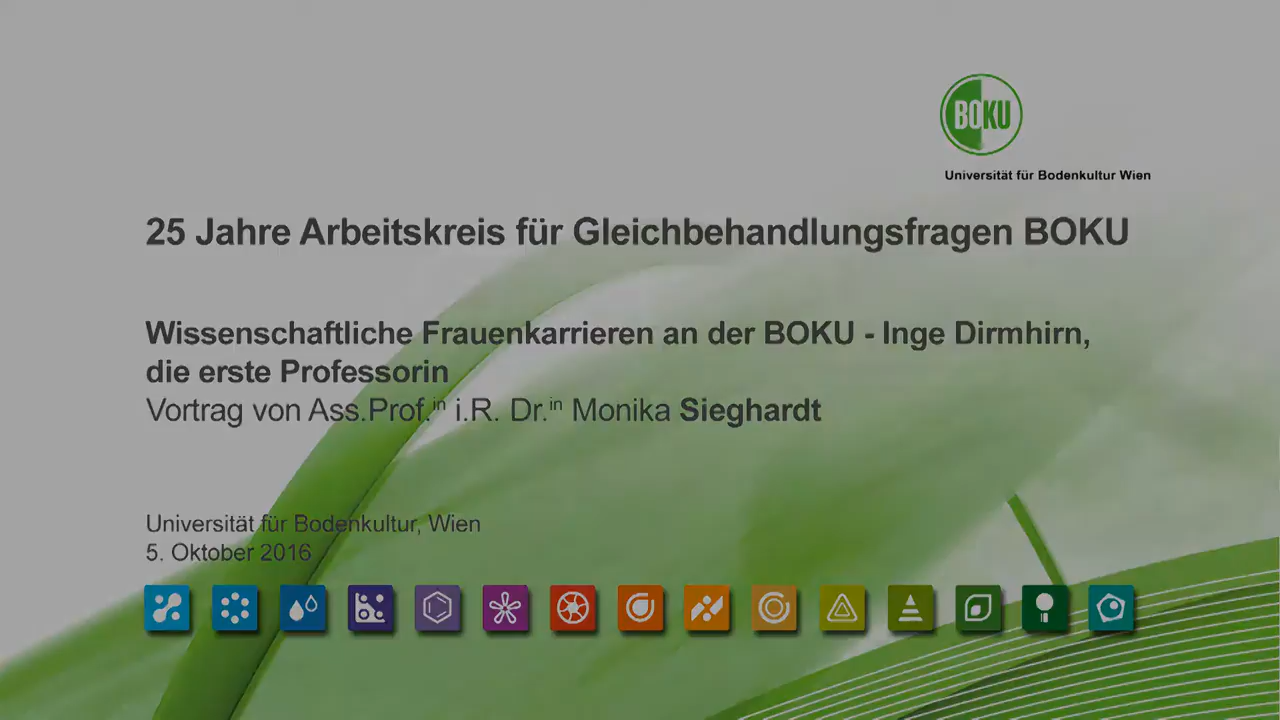 BOKU
Universität für Bodenkultur Wien
25 Jahre Arbeitskreis für Gleichbehandlungsfragen BOKU
Wissenschaftliche Frauenkarrieren an der BOKU - Inge Dirmhirn,
die erste Professorin
Vortrag von Ass.Prof.in i.R. Dr.in Monika Sieghardt
Universität für Bodenkultur, Wien
5. Oktober 2016